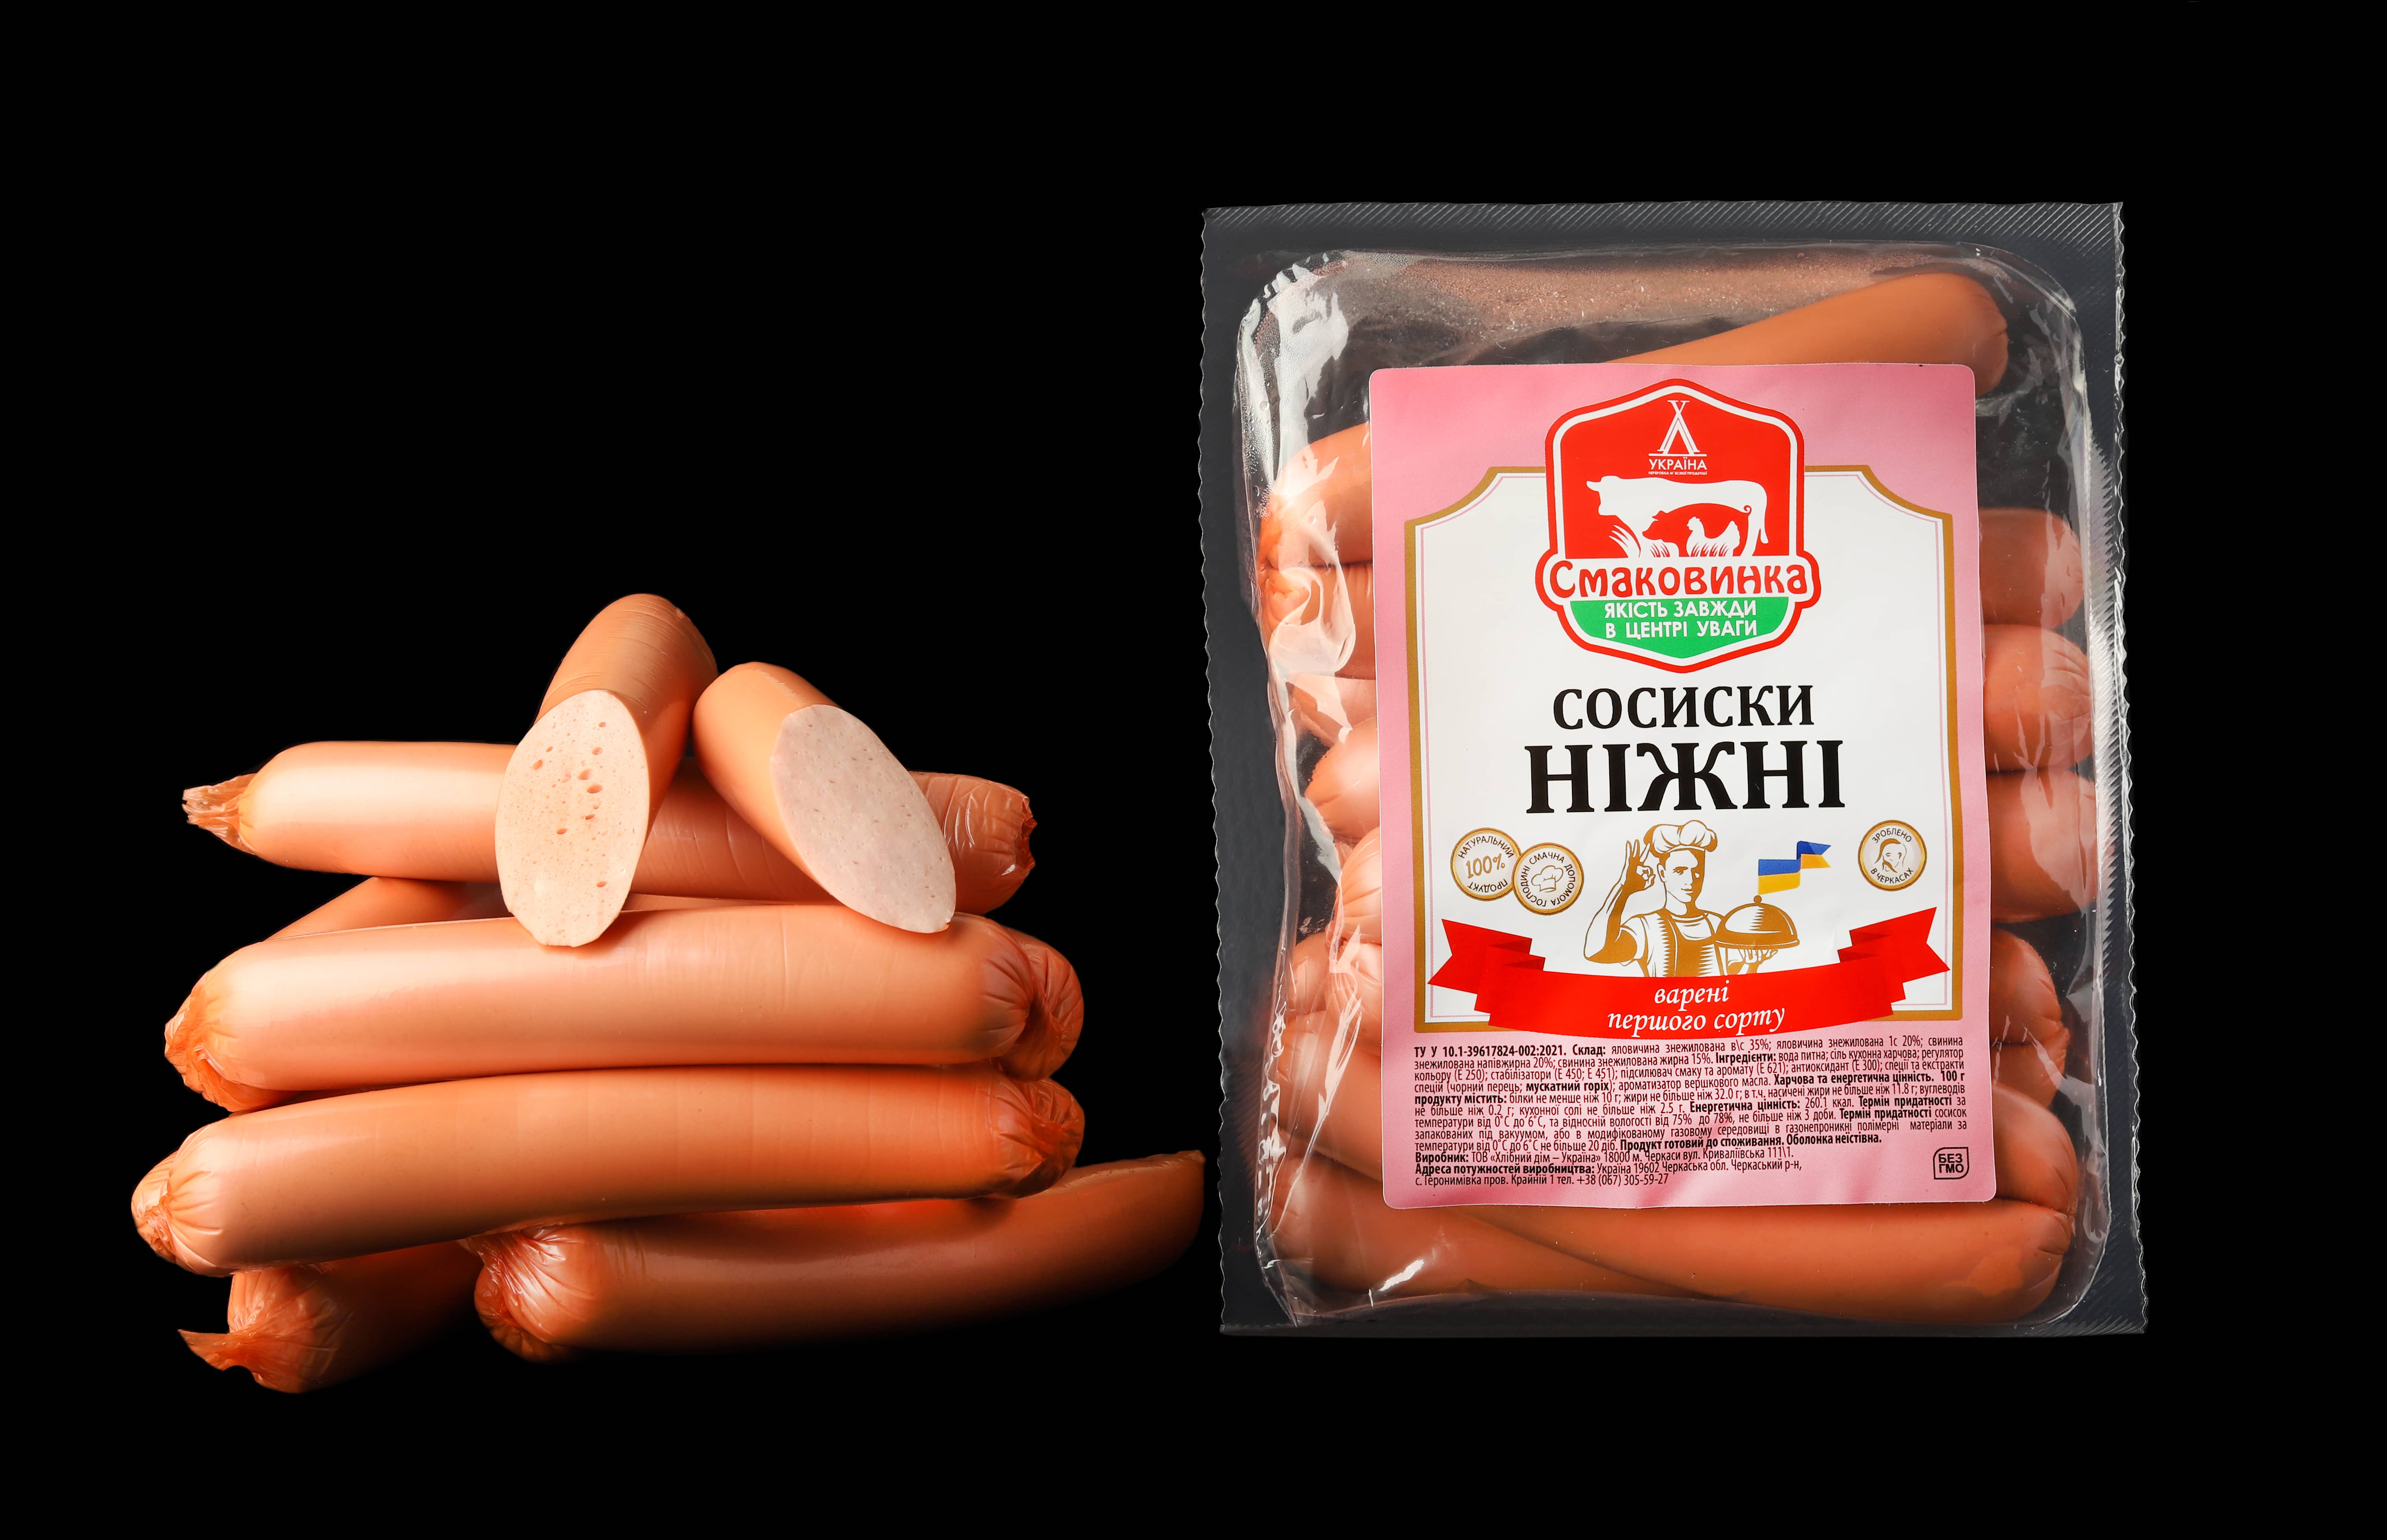 УКРАЇНА
Смаковинка
ЯКІСТЬ ЗАВЖДИ
В ЦЕНТРІ УВАГИ
СОСИСКИ
НІЖНІ
НАТУРАЛЬНИЙ
100%
ПРОДУКТ
СМАЧНА ДОПОМОГА ГОСПОДИНІ
ЗРОБЛЕНО
В ЧЕРКАСАХ
варені
першого сорту
ТУ У 10.1-39617824-002:2021. Склад: яловичина знежилована в\с 35%; яловичина знежилована 1с 20%; свинина
знежилована напівжирна 20%; свинина знежилована жирна 15%. Інгредієнти: вода питна; сіль кухонна харчова; регулятор
кольору (Е 250); стабілізатори (Е 450; Е 451); підсилювач смаку та аромату (Е 621); антиоксидант (Е 300); спеції та екстракти
спецій (чорний перець; мускатний горіх); ароматизатор вершкового масла. Харчова та енергетична цінність. 100 г
продукту містить: білки не менше ніж 10 г; жири не більше ніж 32.0 г; в т.ч. насичені жири не більше ніж 11.8 г; вуглеводів
не більше ніж 0.2 г; кухонної солі не більше ніж 2.5 г. Енергетична цінність: 260.1 ккал. Термін придатності за
температури від 0˚С до 6˚С, та відносній вологості від 75% до 78%, не більше ніж 3 доби. Термін придатності сосисок
запакованих під вакуумом, або в модифікованому газовому середовищі в газонепроникні полімерні матеріали за
температури від 0˚С до 6˚С не більше 20 діб. Продукт готовий до споживання. Оболонка неїстівна.
Виробник: ТОВ «Хлібний дім – Україна» 18000 м. Черкаси вул. Криваліївська 111\1.
Адреса потужностей виробництва: Україна 19602 Черкаська обл. Черкаський р-н,
с. Геронимівка пров. Крайній 1 тел. +38 (067) 305-59-27
БЕЗ
ГМО